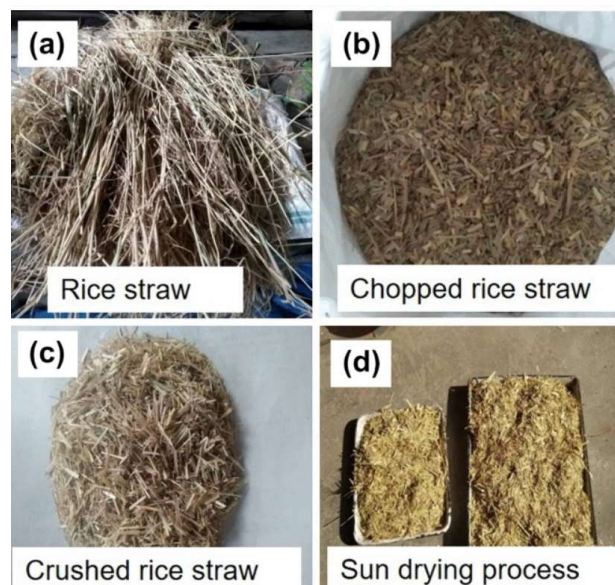 (a)
Rice straw
(b)
Chopped rice straw
(c)
Crushed rice straw
(d)
Sun drying process